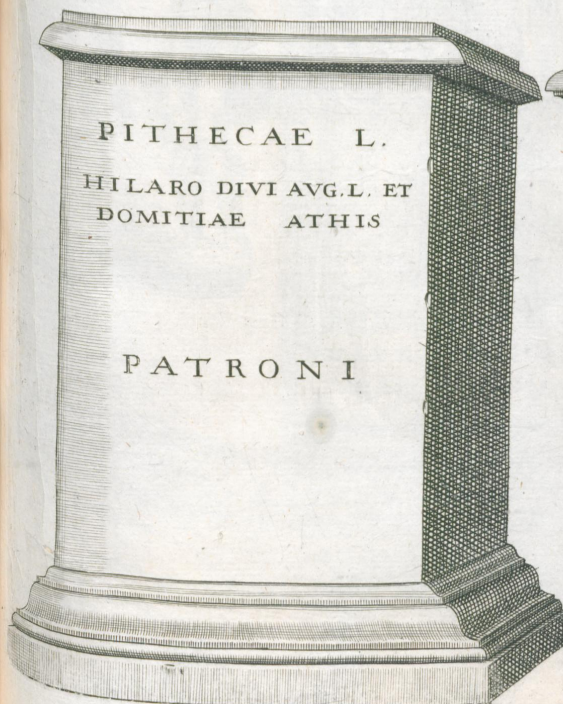 PITHECAE L.
HILARO DIVI AVG.L. ET
DOMITIAE ATHIS
PATRONI